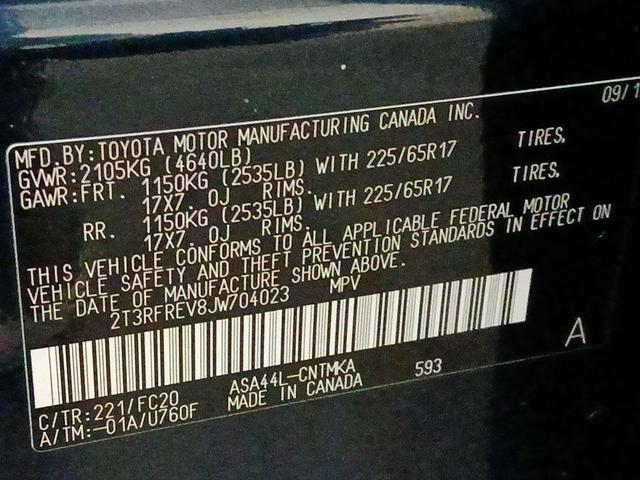 09/1
MFD.BY:TOYOTA MOTOR MANUFACTURING CANADA INC.
GVWR:2105KG (4640LB)
GAWR:FRT. 1150KG (2535LB) WITH 225/65R17 TIRES,
17X7.0J RIMS.
RR. 1150KG (2535LB) WITH 225/65R17 TIRES,
17X7.0J RIMS.
THIS VEHICLE CONFORMS TO ALL APPLICABLE FEDERAL MOTOR
VEHICLE SAFETY AND THEFT PREVENTION STANDARDS IN EFFECT ON
THE DATE OF MANUFACTURE SHOWN ABOVE.
2T3RFREV8JW704023 MPV
A
C/TR:221/FC20 ASA44L-CNTMKA 593
A/TM:-01A/U760F MADE IN CANADA